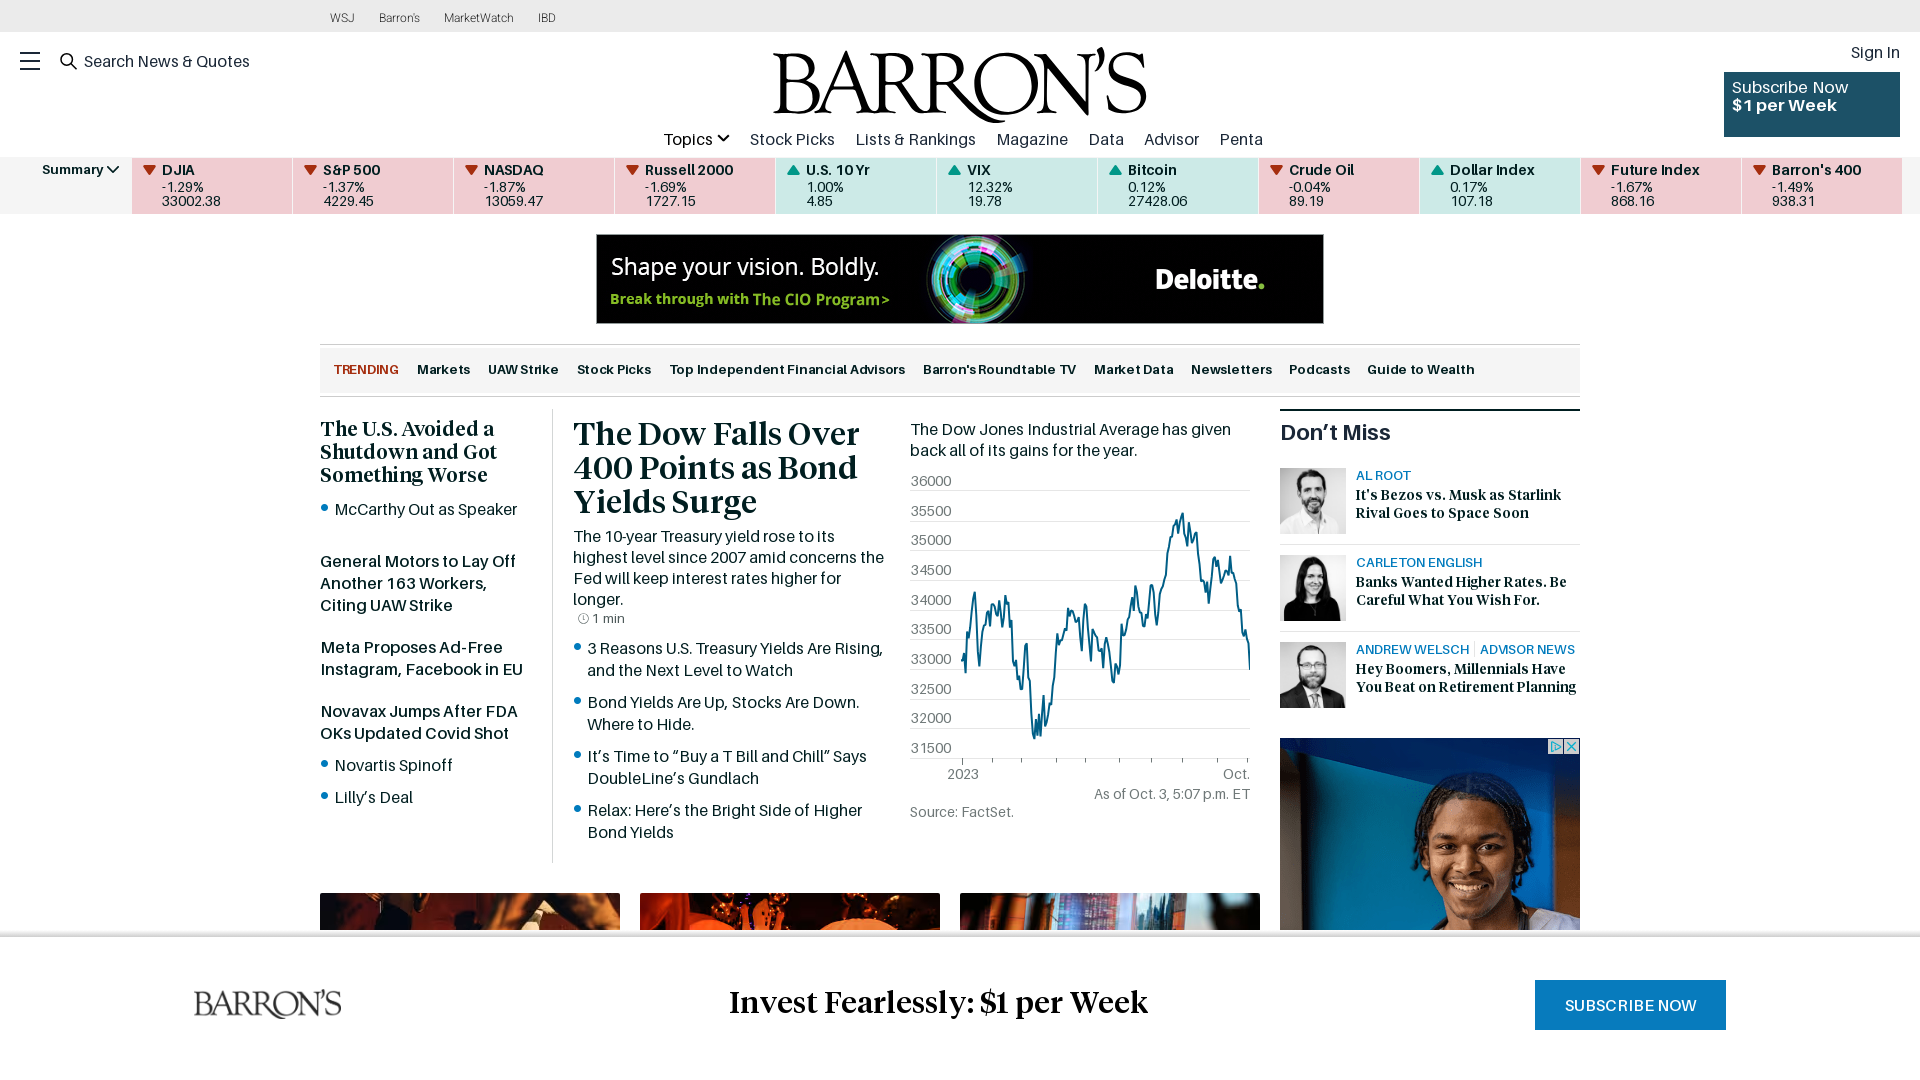 WSJ Barron's MarketWatch IBD
Search News & Quotes
BARRON'S
Sign In
Subscribe Now
$1 per Week
Topics Stock Picks Lists & Rankings Magazine Data Advisor Penta
Summary
DJIA
-1.29%
33002.38
S&P 500
-1.37%
4229.45
NASDAQ
-1.87%
13059.47
Russell 2000
-1.69%
1727.15
U.S. 10 Yr
1.00%
4.85
VIX
12.32%
19.78
Bitcoin
0.12%
27428.06
Crude Oil
-0.04%
89.19
Dollar Index
0.17%
107.18
Future Index
-1.67%
868.16
Barron's 400
-1.49%
938.31
Shape your vision. Boldly.
Break through with The CIO Program>
Deloitte.
TRENDING Markets UAW Strike Stock Picks Top Independent Financial Advisors Barron's Roundtable TV Market Data Newsletters Podcasts Guide to Wealth
The U.S. Avoided a
Shutdown and Got
Something Worse
McCarthy Out as Speaker
General Motors to Lay Off
Another 163 Workers,
Citing UAW Strike
Meta Proposes Ad-Free
Instagram, Facebook in EU
Novavax Jumps After FDA
OKs Updated Covid Shot
Novartis Spinoff
Lilly’s Deal
The Dow Falls Over
400 Points as Bond
Yields Surge
The 10-year Treasury yield rose to its
highest level since 2007 amid concerns the
Fed will keep interest rates higher for
longer.
1 min
3 Reasons U.S. Treasury Yields Are Rising,
and the Next Level to Watch
Bond Yields Are Up, Stocks Are Down.
Where to Hide.
It’s Time to “Buy a T Bill and Chill” Says
DoubleLine’s Gundlach
Relax: Here’s the Bright Side of Higher
Bond Yields
The Dow Jones Industrial Average has given
back all of its gains for the year.
36000
35500
35000
34500
34000
33500
33000
32500
32000
31500
2023 Oct.
As of Oct. 3, 5:07 p.m. ET
Source: FactSet.
Don’t Miss
AL ROOT
It's Bezos vs. Musk as Starlink
Rival Goes to Space Soon
CARLETON ENGLISH
Banks Wanted Higher Rates. Be
Careful What You Wish For.
ANDREW WELSCH ADVISOR NEWS
Hey Boomers, Millennials Have
You Beat on Retirement Planning
BARRON'S
Invest Fearlessly: $1 per Week
SUBSCRIBE NOW